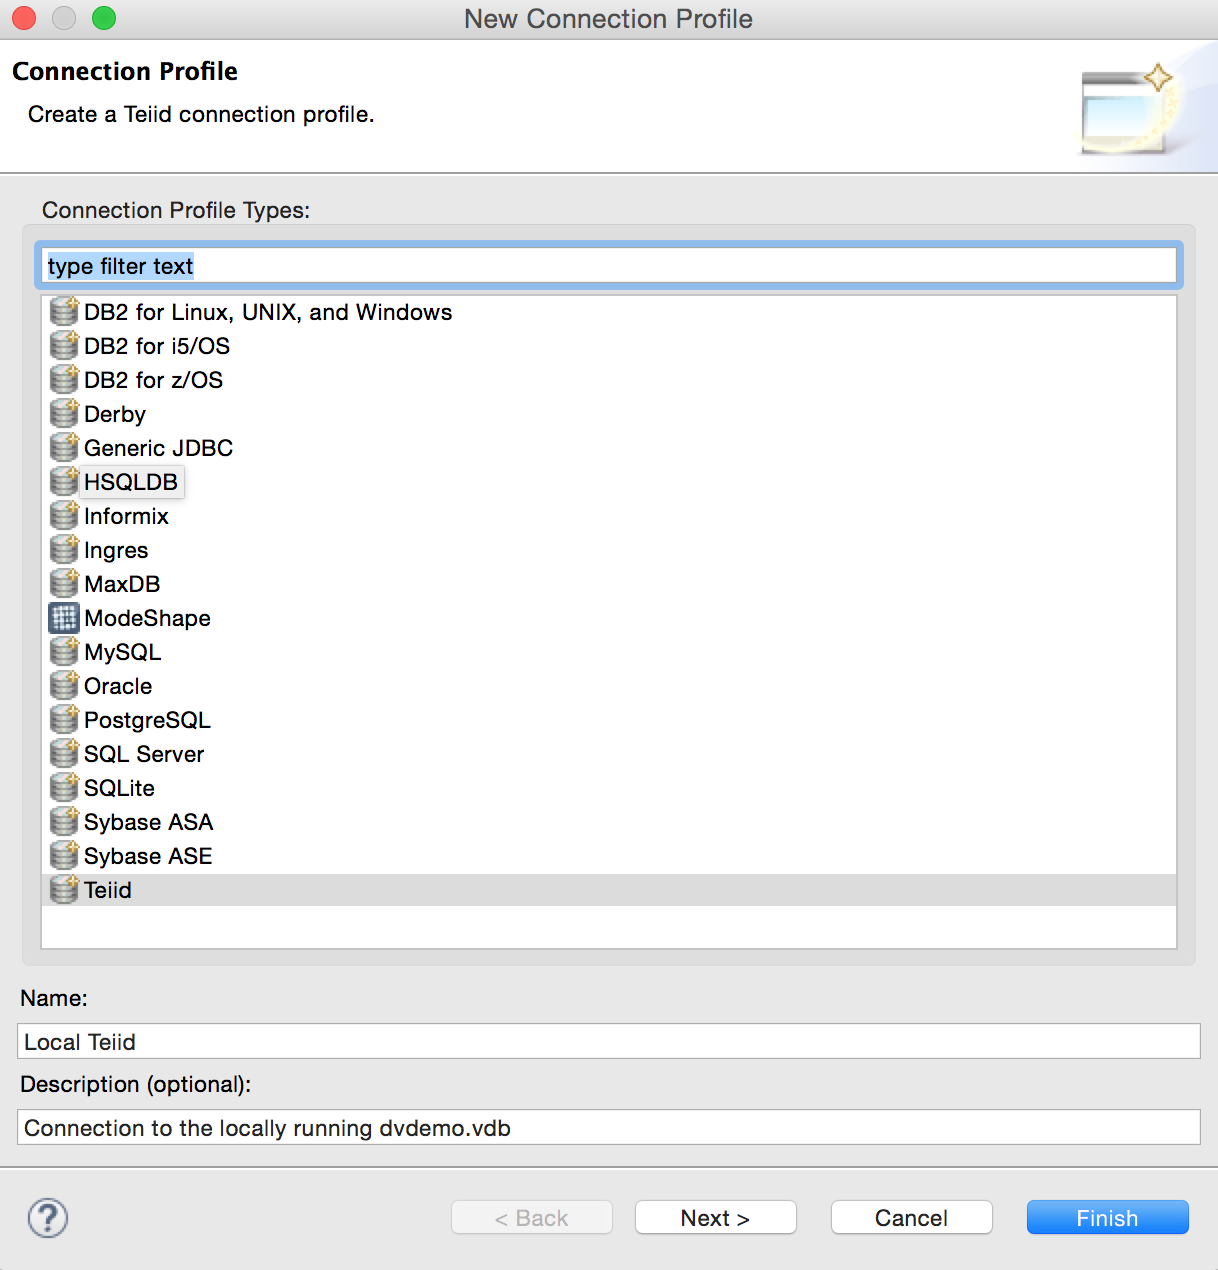 New Connection Profile
Connection Profile
Create a Teiid connection profile.
Connection Profile Types:
type filter text
DB2 for Linux, UNIX, and Windows
DB2 for i5/OS
DB2 for z/OS
Derby
Generic JDBC
HSQLDB
Informix
Ingres
MaxDB
ModeShape
MySQL
Oracle
PostgreSQL
SQL Server
SQLite
Sybase ASA
Sybase ASE
Teiid
Name:
Local Teiid
Description (optional):
Connection to the locally running dvdemo.vdb
?
< Back
Next >
Cancel
Finish